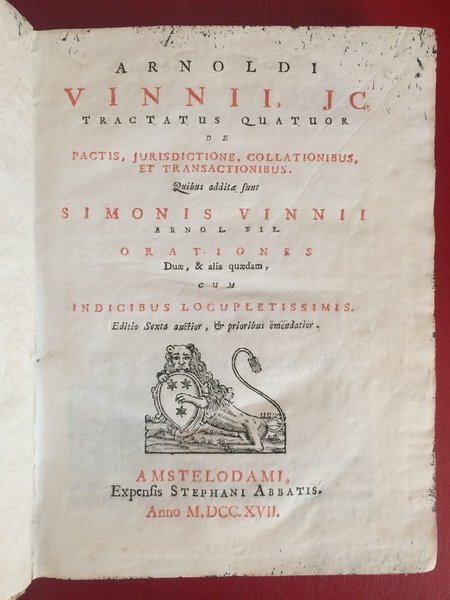 ARNOLDI
VINNII, JC.
TRACTATUS QUATUOR
DE
PACTIS, JURISDICTIONE, COLLATIONIBUS,
ET TRANSACTIONIBUS.
Quibus additæ sunt
SIMONIS VINNII
ARNOL. FIL.
ORATIONES
Duæ, & alia quædam,
CUM
INDICIBUS LOCUPLETISSIMIS.
Editio Sexta auctior, & prioribus emendatior.
AMSTELODAMI,
Expensis STEPHANI ABBATIS.
Anno M.DCC.XVII.